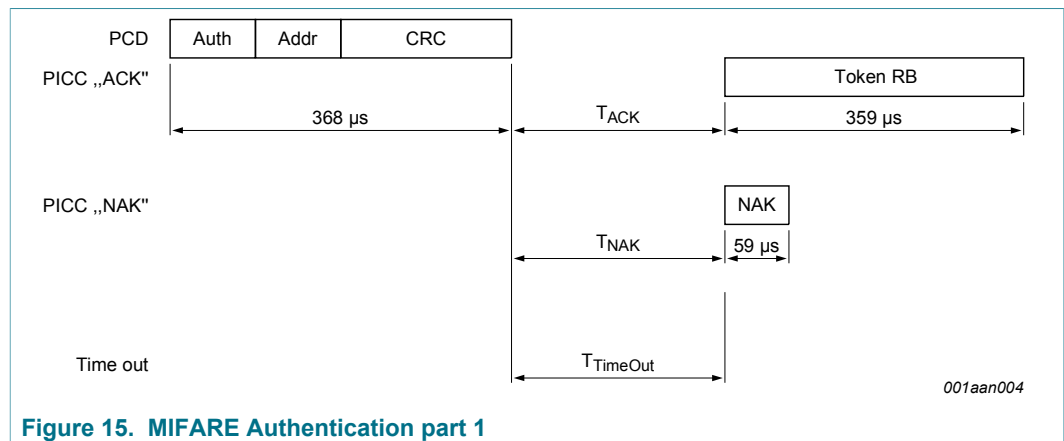 PCD Auth Addr CRC
PICC ,,ACK" Token RB
368 µs TACK 359 µs
PICC ,,NAK" NAK
TNAK 59 µs
Time out TTimeOut
001aan004
Figure 15. MIFARE Authentication part 1